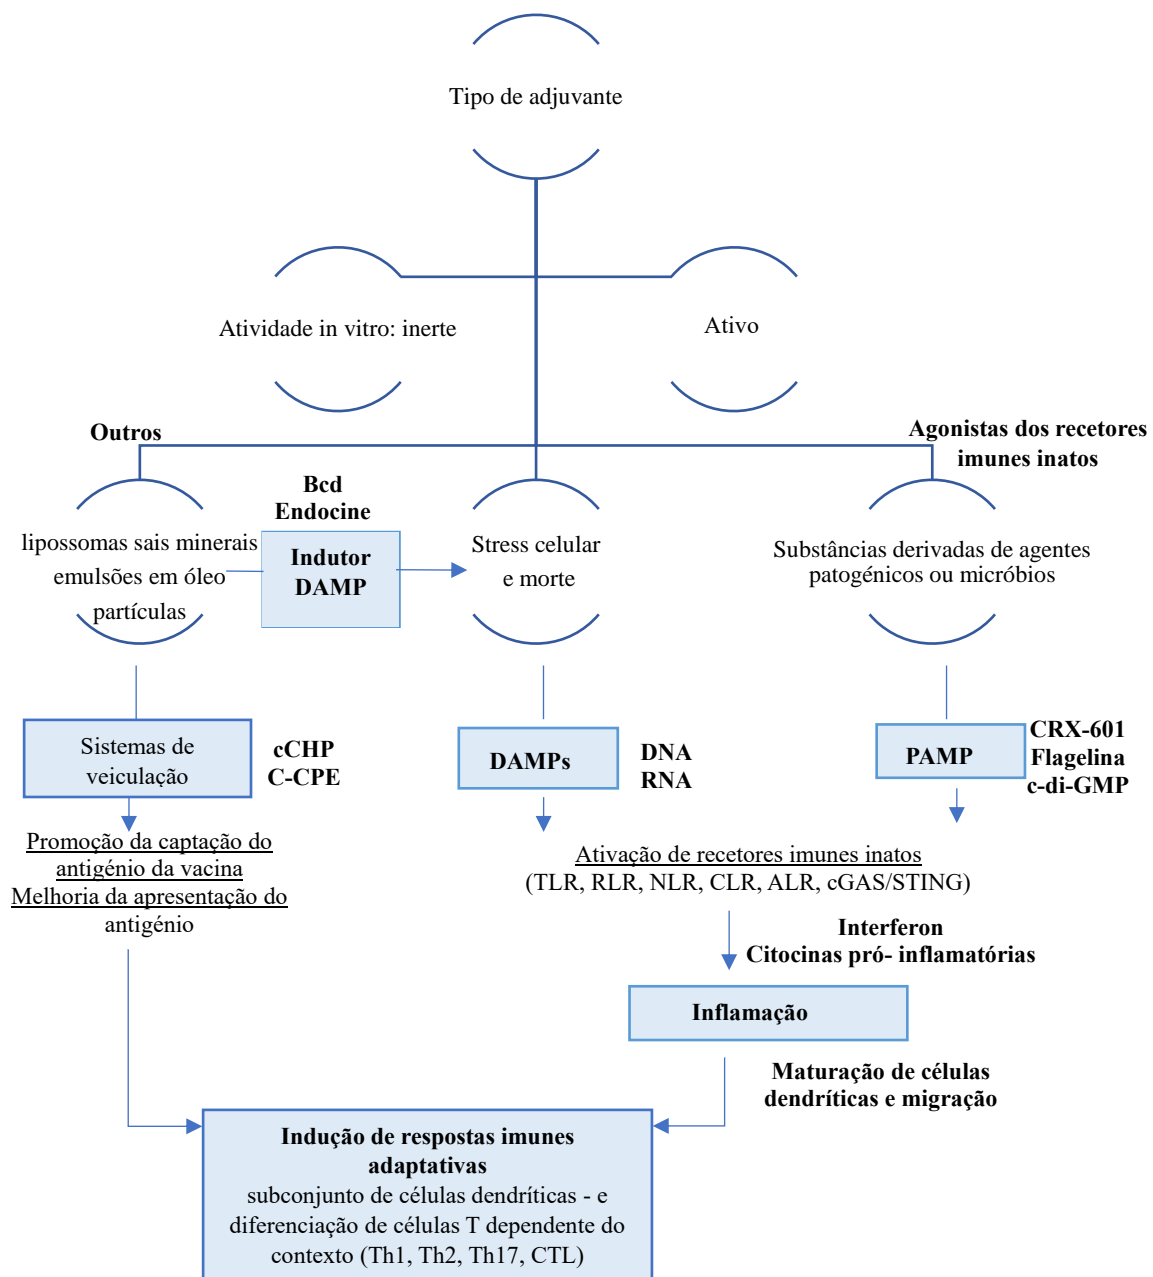 Tipo de adjuvante
Atividade in vitro: inerte
Ativo
Outros
Agonistas dos recetores
imunes inatos
lipossomas sais minerais
emulsões em óleo
partículas
Bcd
Endocine
Indutor
DAMP
Stress celular
e morte
Substâncias derivadas de agentes
patogénicos ou micróbios
Sistemas de
veiculação
cCHP
C-CPE
DAMPs
DNA
RNA
PAMP
CRX-601
Flagelina
c-di-GMP
Promoção da captação do
antigénio da vacina
Melhoria da apresentação do
antigénio
Ativação de recetores imunes inatos
(TLR, RLR, NLR, CLR, ALR, cGAS/STING)
Interferon
Citocinas pró- inflamatórias
Inflamação
Maturação de células
dendríticas e migração
Indução de respostas imunes
adaptativas
subconjunto de células dendríticas - e
diferenciação de células T dependente do
contexto (Th1, Th2, Th17, CTL)